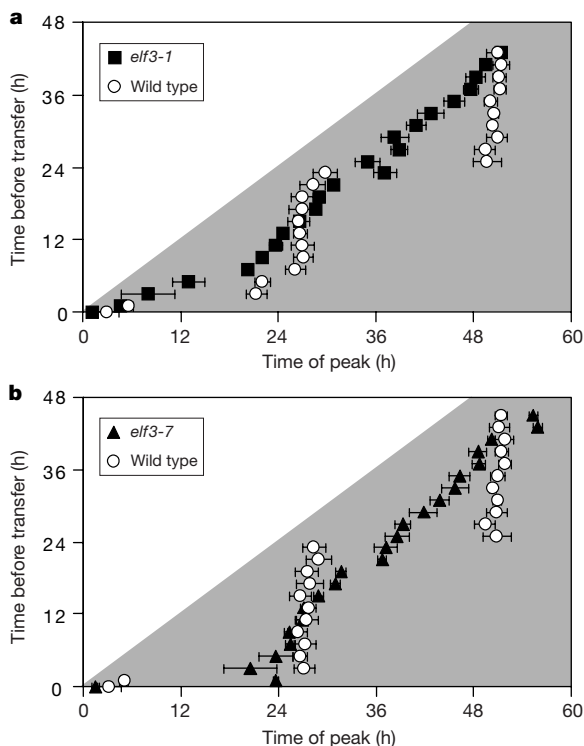 a
48
36
24
12
0
Time before transfer (h)
elf3-1
Wild type
0 12 24 36 48 60
Time of peak (h)
b
48
36
24
12
0
Time before transfer (h)
elf3-7
Wild type
0 12 24 36 48 60
Time of peak (h)